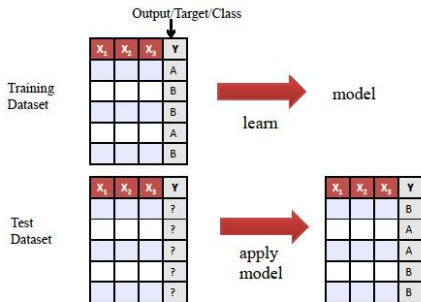 Output/Target/Class
X₁ X₂ X₃ Y
Training
Dataset
A
B
B
A
B
learn
model
X₁ X₂ X₃ Y
Test
Dataset
?
?
?
?
?
apply
model
X₁ X₂ X₃ Y
B
A
A
B
B